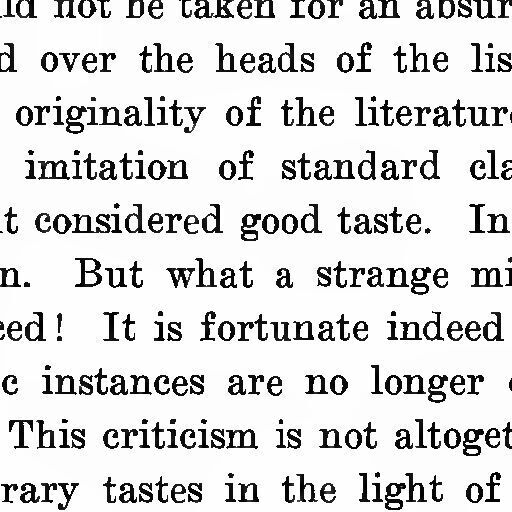 ld not be taken for an absur
d over the heads of the lis
originality of the literature
imitation of standard cla
t considered good taste. In
n. But what a strange mi
eed! It is fortunate indeed
c instances are no longer
This criticism is not altoget
rary tastes in the light of